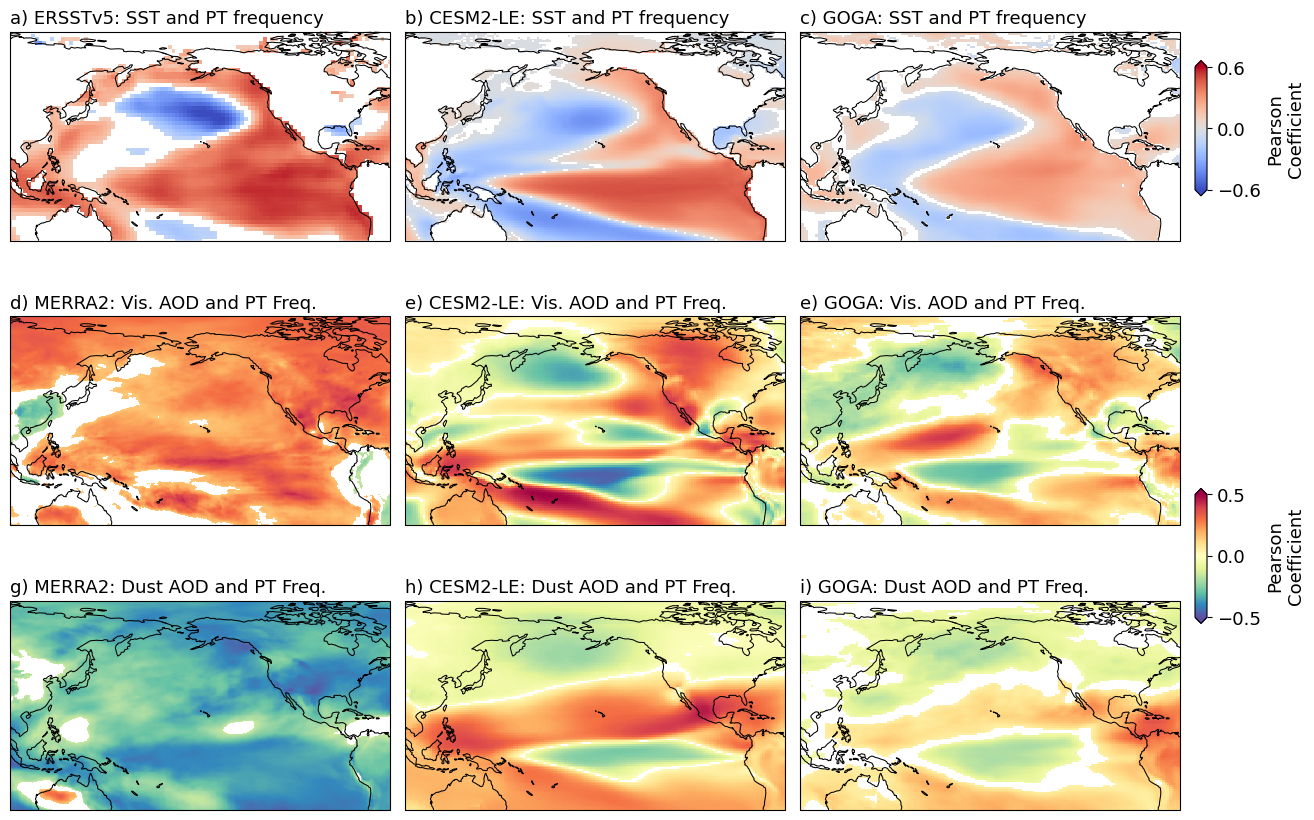 a) ERSSTv5: SST and PT frequency
b) CESM2-LE: SST and PT frequency
c) GOGA: SST and PT frequency
0.6
0.0
−0.6
Pearson
Coefficient
d) MERRA2: Vis. AOD and PT Freq.
e) CESM2-LE: Vis. AOD and PT Freq.
e) GOGA: Vis. AOD and PT Freq.
g) MERRA2: Dust AOD and PT Freq.
h) CESM2-LE: Dust AOD and PT Freq.
i) GOGA: Dust AOD and PT Freq.
0.5
0.0
−0.5
Pearson
Coefficient